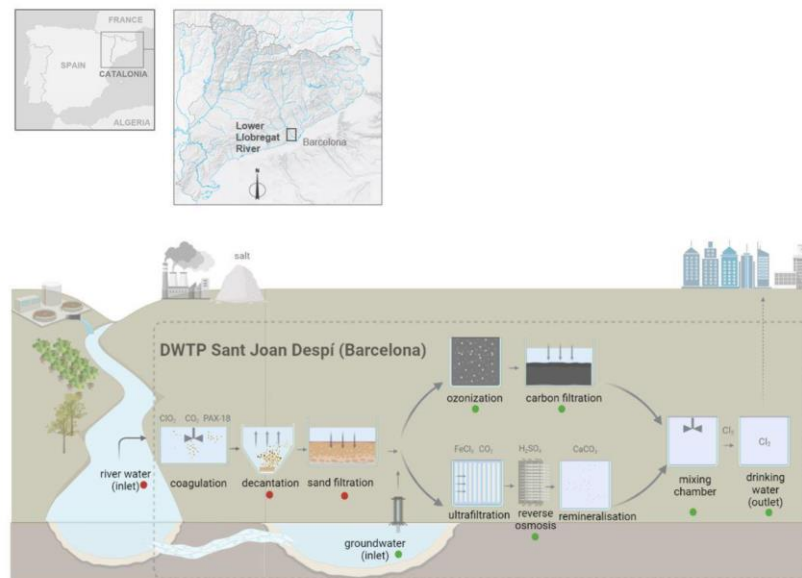 FRANCE
SPAIN
CATALONIA
ALGERIA
Lower
Llobregat
River
Barcelona
N
salt
DWTP Sant Joan Despí (Barcelona)
ozonization
carbon filtration
ClO₂ CO₂ PAX-18
river water
(inlet)
coagulation
decantation
sand filtration
FeCl₃ CO₂
H₂SO₄
CaCO₃
ultrafiltration
reverse
osmosis
remineralisation
groundwater
(inlet)
Cl₂
Cl₂
mixing
chamber
drinking
water
(outlet)